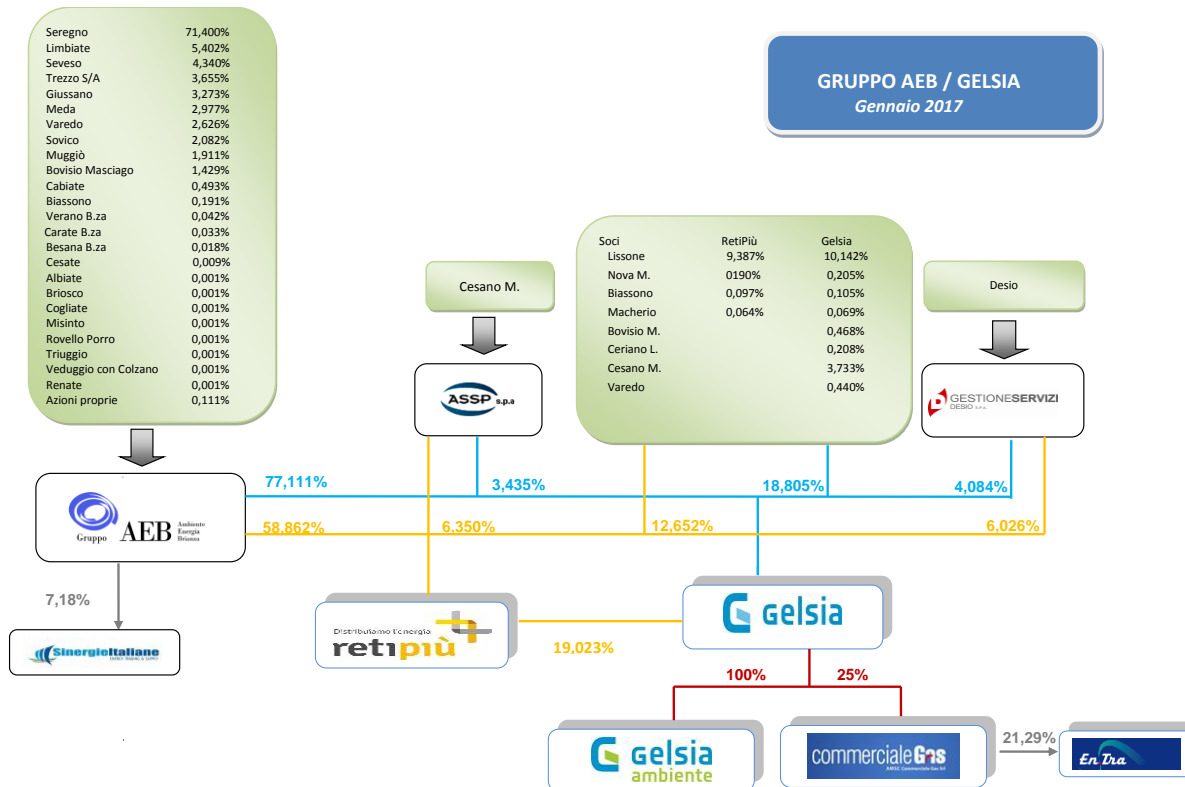 Seregno 71,400%
Limbiate 5,402%
Seveso 4,340%
Trezzo S/A 3,655%
Giussano 3,273%
Meda 2,977%
Varedo 2,626%
Sovico 2,082%
Muggiò 1,911%
Bovisio Masciago 1,429%
Cabiate 0,493%
Biassono 0,191%
Verano B.za 0,042%
Carate B.za 0,033%
Besana B.za 0,018%
Cesate 0,009%
Albiate 0,001%
Briosco 0,001%
Cogliate 0,001%
Misinto 0,001%
Rovello Porro 0,001%
Triuggio 0,001%
Veduggio con Colzano 0,001%
Renate 0,001%
Azioni proprie 0,111%
GRUPPO AEB / GELSIA
Gennaio 2017
Cesano M.
Soci RetiPiù Gelsia
Lissone 9,387% 10,142%
Nova M. 0190% 0,205%
Biassono 0,097% 0,105%
Macherio 0,064% 0,069%
Bovisio M. 0,468%
Ceriano L. 0,208%
Cesano M. 3,733%
Varedo 0,440%
Desio
ASSP s.p.a
GESTIONESERVIZI
DESIO S.P.A.
77,111% 3,435% 18,805% 4,084%
58,862% 6,350% 12,652% 6,026%
Gruppo AEB Ambiente
Energia
Brianza
7,18%
SinergieItaliane
ENERGY TRADING & SUPPLY
Distribuiamo l'energia
retipiù
19,023%
Gelsia
100% 25%
Gelsia
ambiente
commercialeGas
AMSC Commerciale Gas Srl
21,29%
EnTra